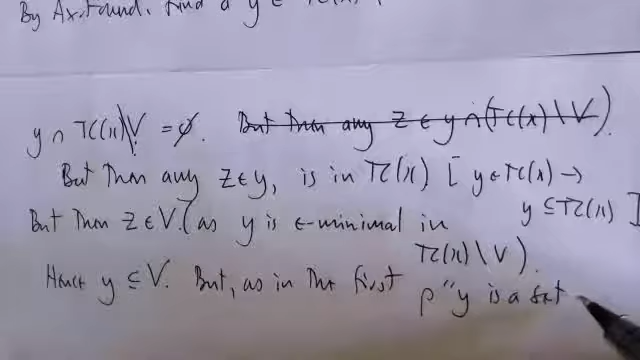 By Ax.Found. find a y ∈ TC(x)
y ∩ TC(x)\V = ∅. But then any z ∈ y ∩ (TC(x) \ V).
But then any z ∈ y, is in TC(x) [ y ∈ TC(x) →
y ⊆ TC(x) ]
But then z ∈ V. (as y is ∈-minimal in
TC(x) \ V).
Hence y ⊆ V. But, as in the first
ρ"y is a set